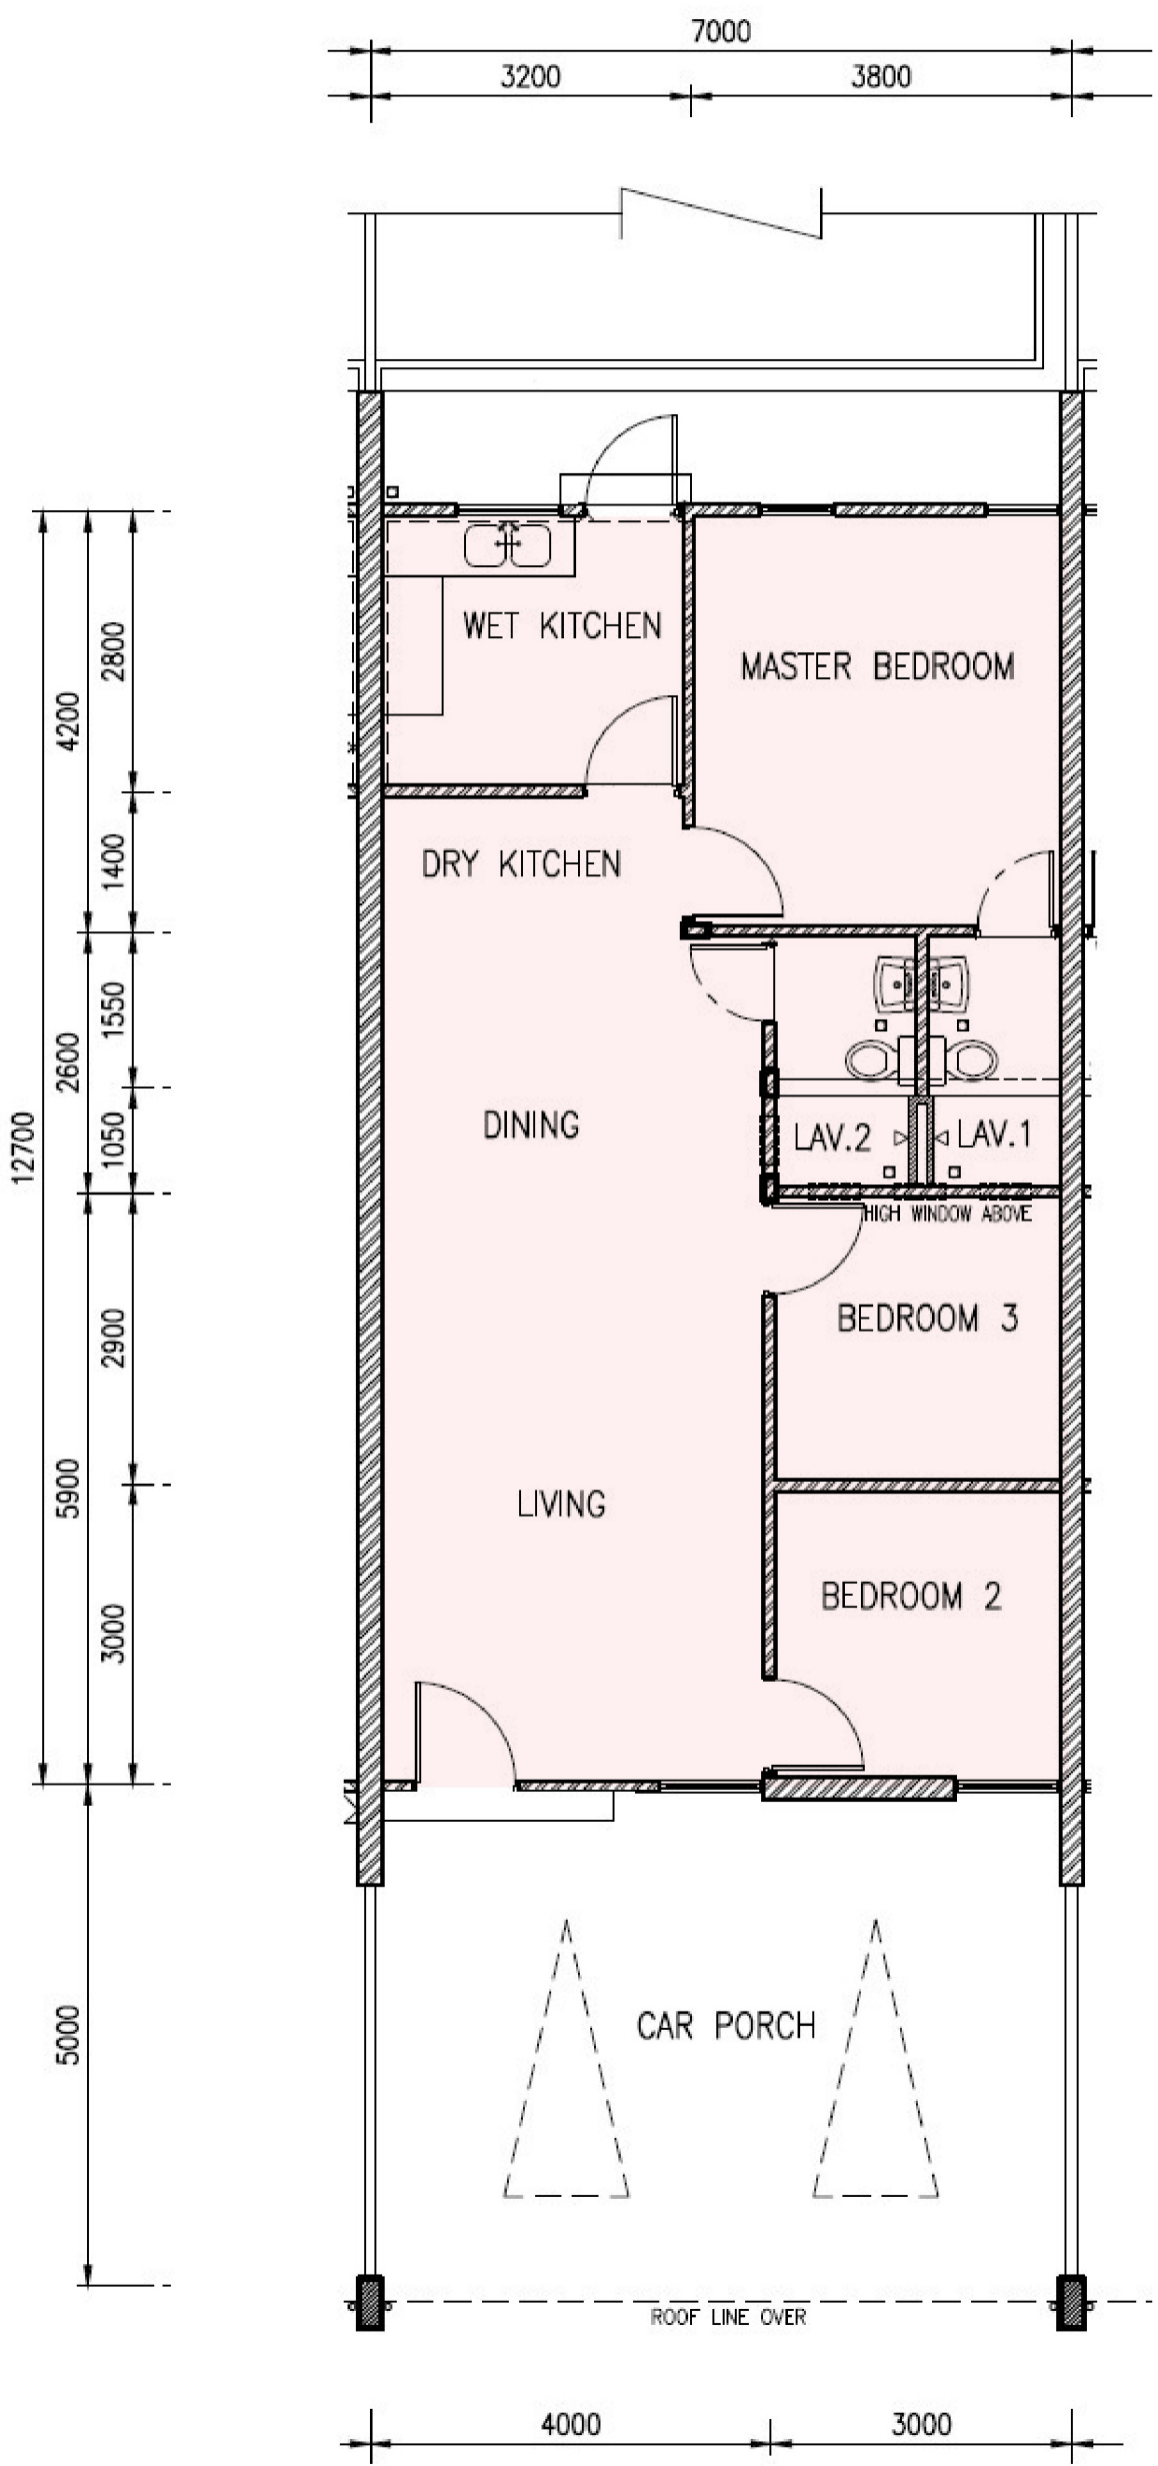 7000
3200
3800
WET KITCHEN
MASTER BEDROOM
2800
4200
DRY KITCHEN
1400
1550
2600
12700
1050
DINING
LAV.2
LAV.1
HIGH WINDOW ABOVE
BEDROOM 3
2900
5900
LIVING
BEDROOM 2
3000
CAR PORCH
5000
ROOF LINE OVER
4000
3000